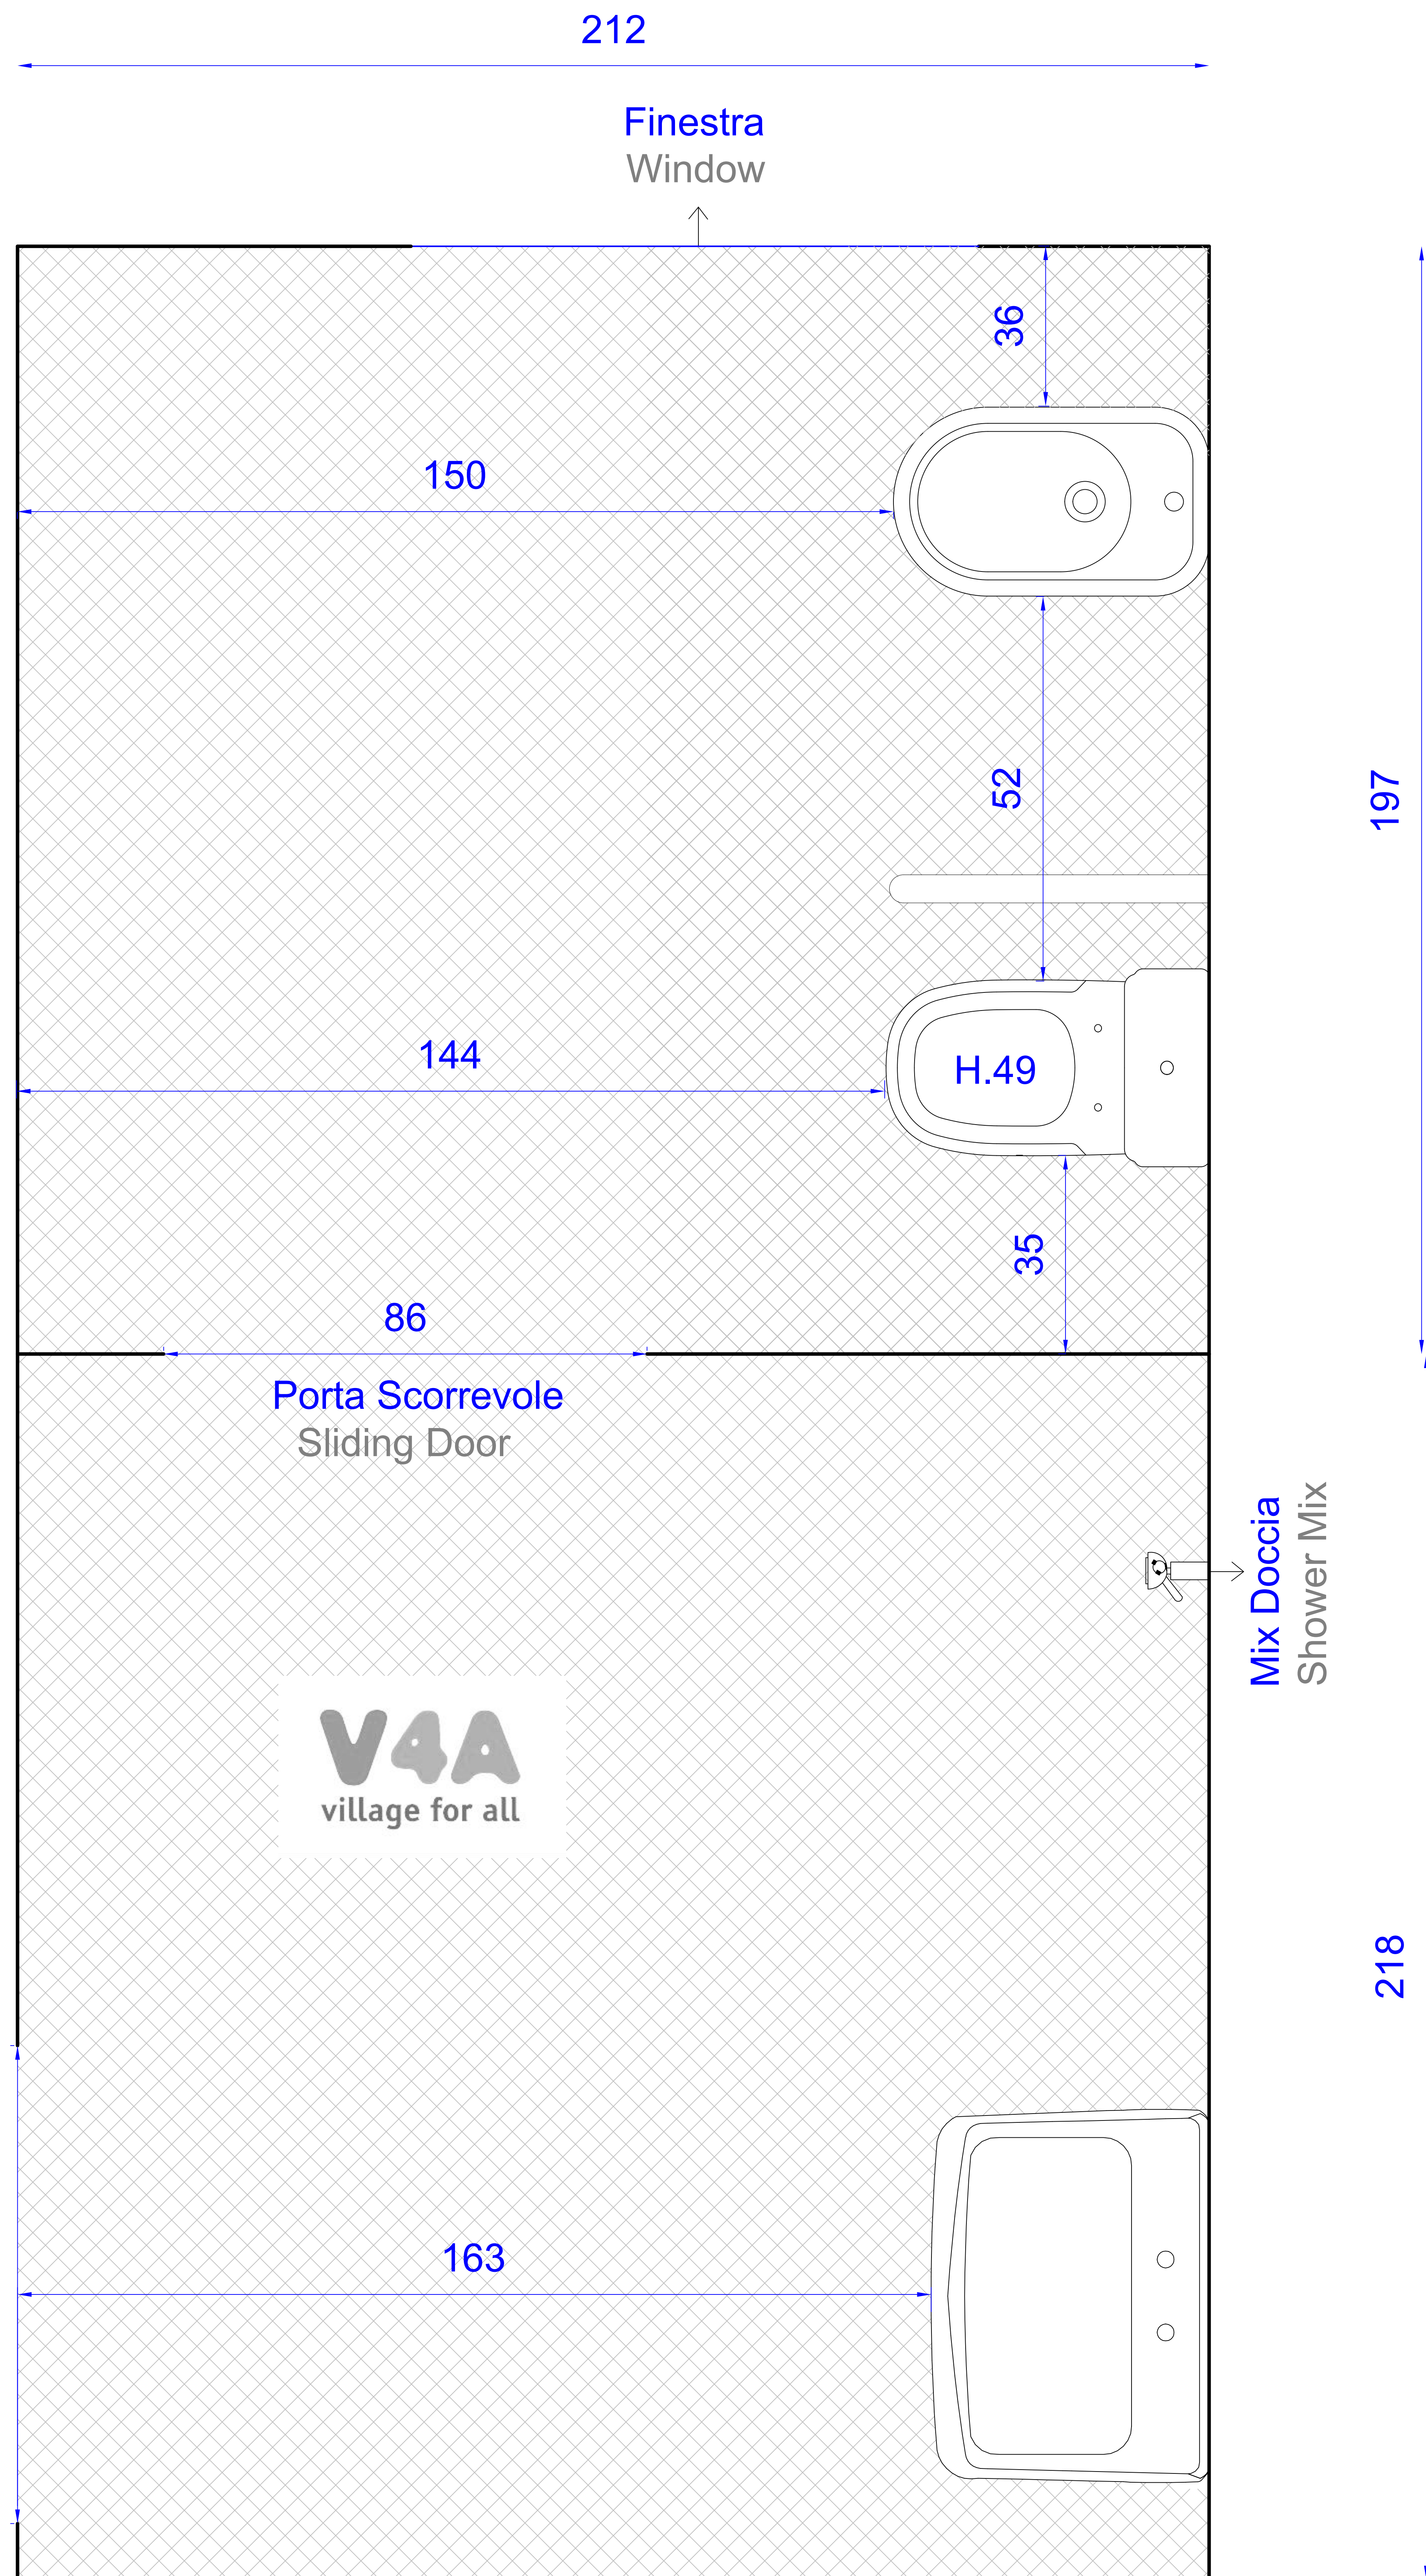 212
Finestra
Window
36
150
52
197
144
H.49
35
86
Porta Scorrevole
Sliding Door
Mix Doccia
Shower Mix
V4A
village for all
218
163